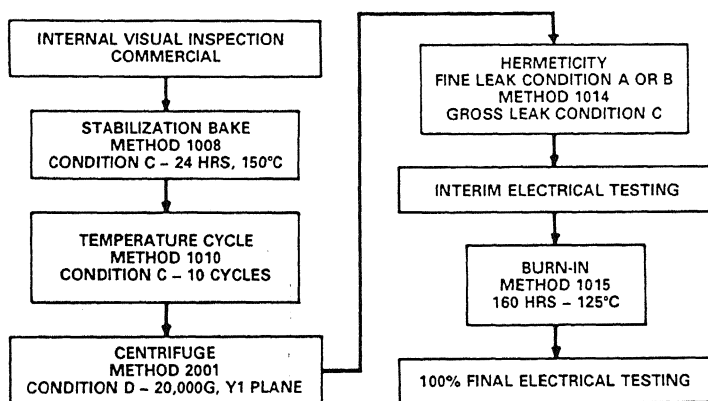 INTERNAL VISUAL INSPECTION
COMMERCIAL
STABILIZATION BAKE
METHOD 1008
CONDITION C – 24 HRS, 150°C
TEMPERATURE CYCLE
METHOD 1010
CONDITION C – 10 CYCLES
CENTRIFUGE
METHOD 2001
CONDITION D – 20,000G, Y1 PLANE
HERMETICITY
FINE LEAK CONDITION A OR B
METHOD 1014
GROSS LEAK CONDITION C
INTERIM ELECTRICAL TESTING
BURN-IN
METHOD 1015
160 HRS – 125°C
100% FINAL ELECTRICAL TESTING